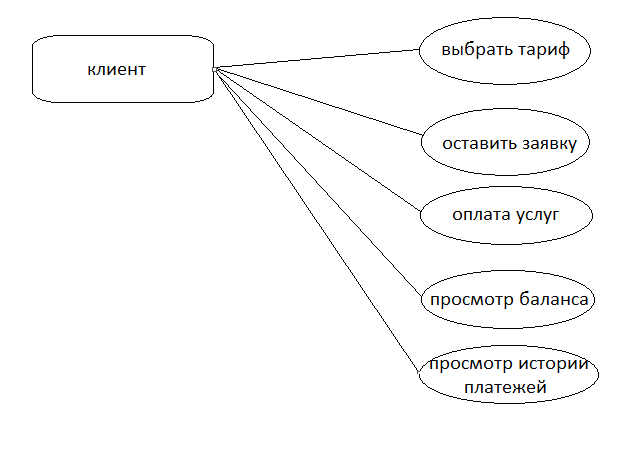 клиент
выбрать тариф
оставить заявку
оплата услуг
просмотр баланса
просмотр истории
платежей